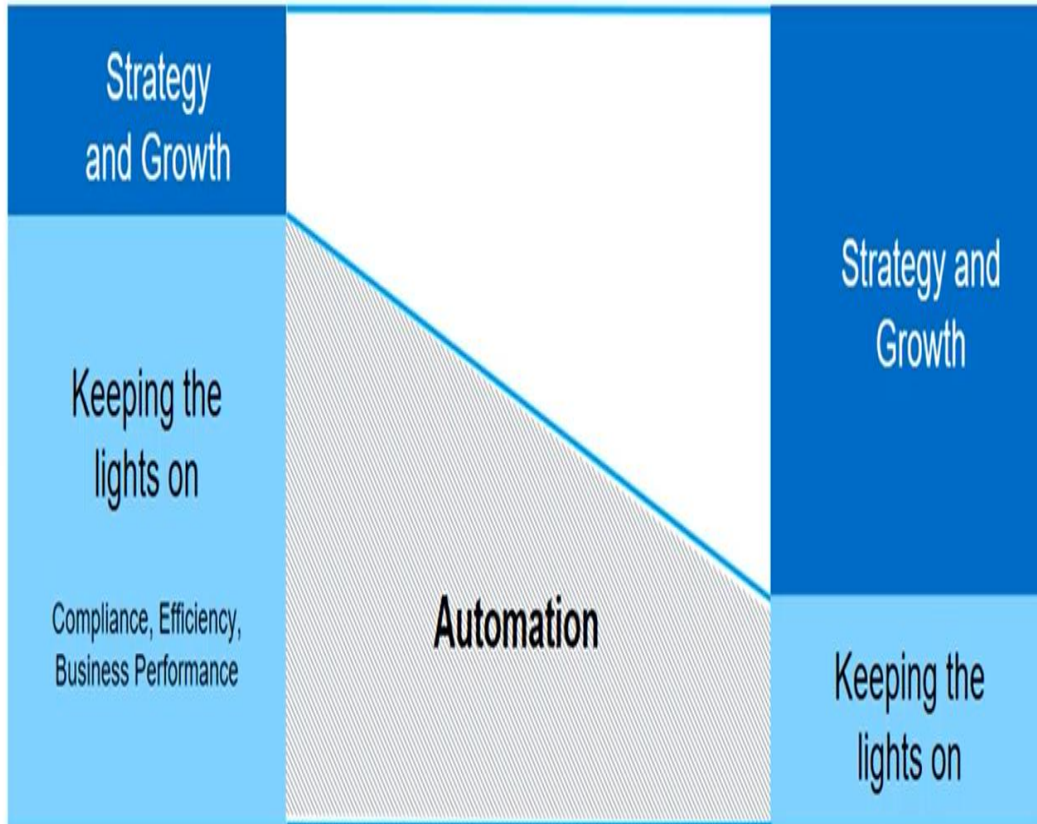 Strategy
and Growth
Keeping the
lights on
Compliance, Efficiency,
Business Performance
Automation
Strategy and
Growth
Keeping the
lights on